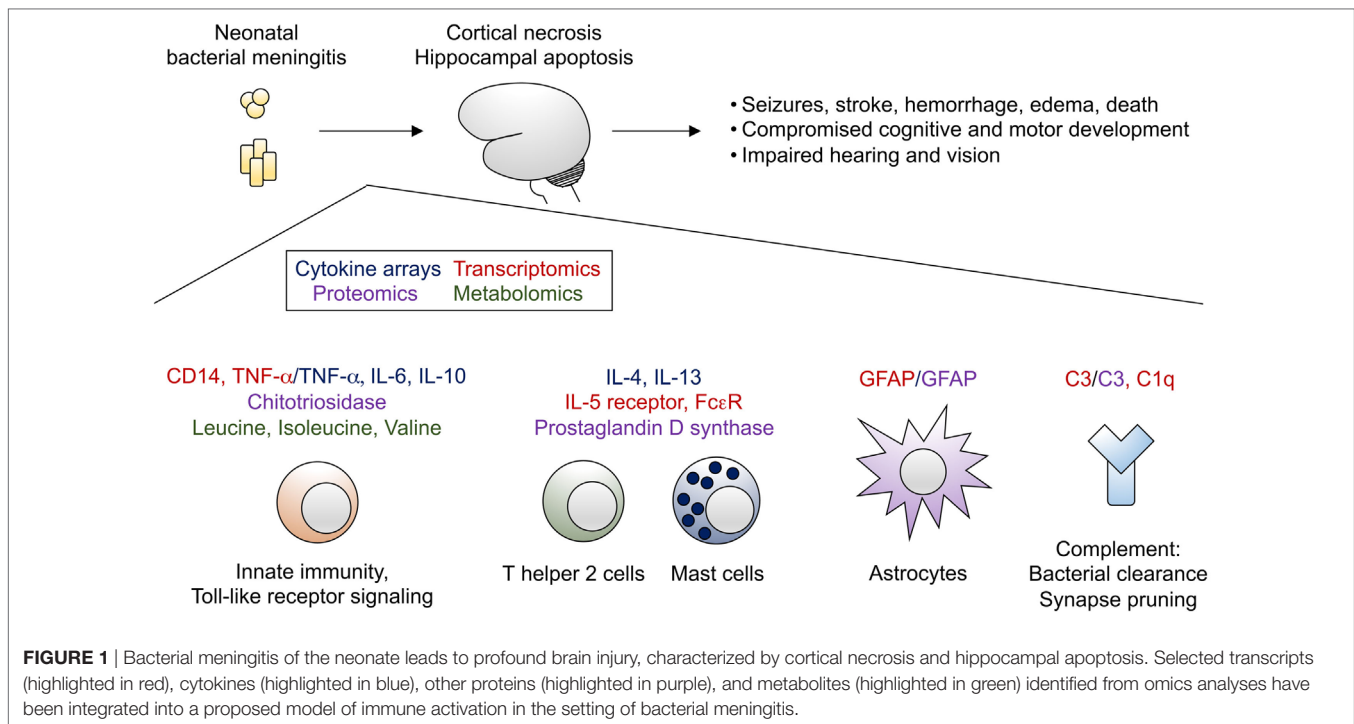 Neonatal
bacterial meningitis
Cortical necrosis
Hippocampal apoptosis
• Seizures, stroke, hemorrhage, edema, death
• Compromised cognitive and motor development
• Impaired hearing and vision
Cytokine arrays Transcriptomics
Proteomics Metabolomics
CD14, TNF-α/TNF-α, IL-6, IL-10
Chitotriosidase
Leucine, Isoleucine, Valine
Innate immunity,
Toll-like receptor signaling
IL-4, IL-13
IL-5 receptor, FcεR
Prostaglandin D synthase
T helper 2 cells
Mast cells
GFAP/GFAP
Astrocytes
C3/C3, C1q
Complement:
Bacterial clearance
Synapse pruning
FIGURE 1 | Bacterial meningitis of the neonate leads to profound brain injury, characterized by cortical necrosis and hippocampal apoptosis. Selected transcripts
(highlighted in red), cytokines (highlighted in blue), other proteins (highlighted in purple), and metabolites (highlighted in green) identified from omics analyses have
been integrated into a proposed model of immune activation in the setting of bacterial meningitis.